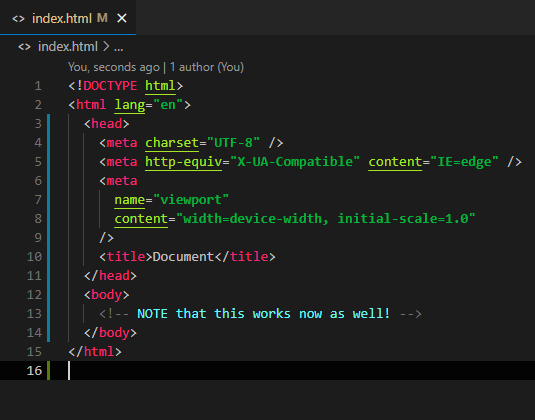 <> index.html M ×
<> index.html > ...
You, seconds ago | 1 author (You)
1 <!DOCTYPE html>
2 <html lang="en">
3   <head>
4     <meta charset="UTF-8" />
5     <meta http-equiv="X-UA-Compatible" content="IE=edge" />
6     <meta
7       name="viewport"
8       content="width=device-width, initial-scale=1.0"
9     />
10     <title>Document</title>
11   </head>
12   <body>
13     <!-- NOTE that this works now as well! -->
14   </body>
15 </html>
16